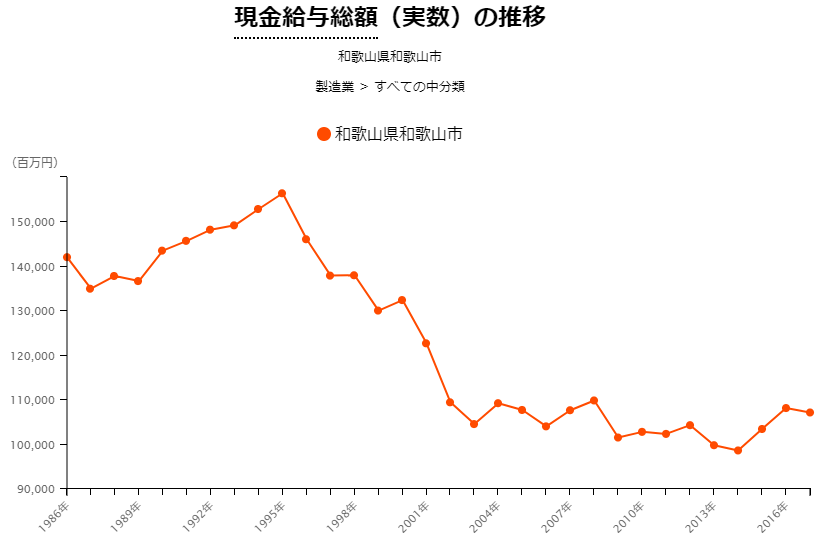 現金給与総額（実数）の推移
和歌山県和歌山市
製造業 > すべての中分類
和歌山県和歌山市
（百万円）
150,000
140,000
130,000
120,000
110,000
100,000
90,000
1986年
1989年
1992年
1995年
1998年
2001年
2004年
2007年
2010年
2013年
2016年